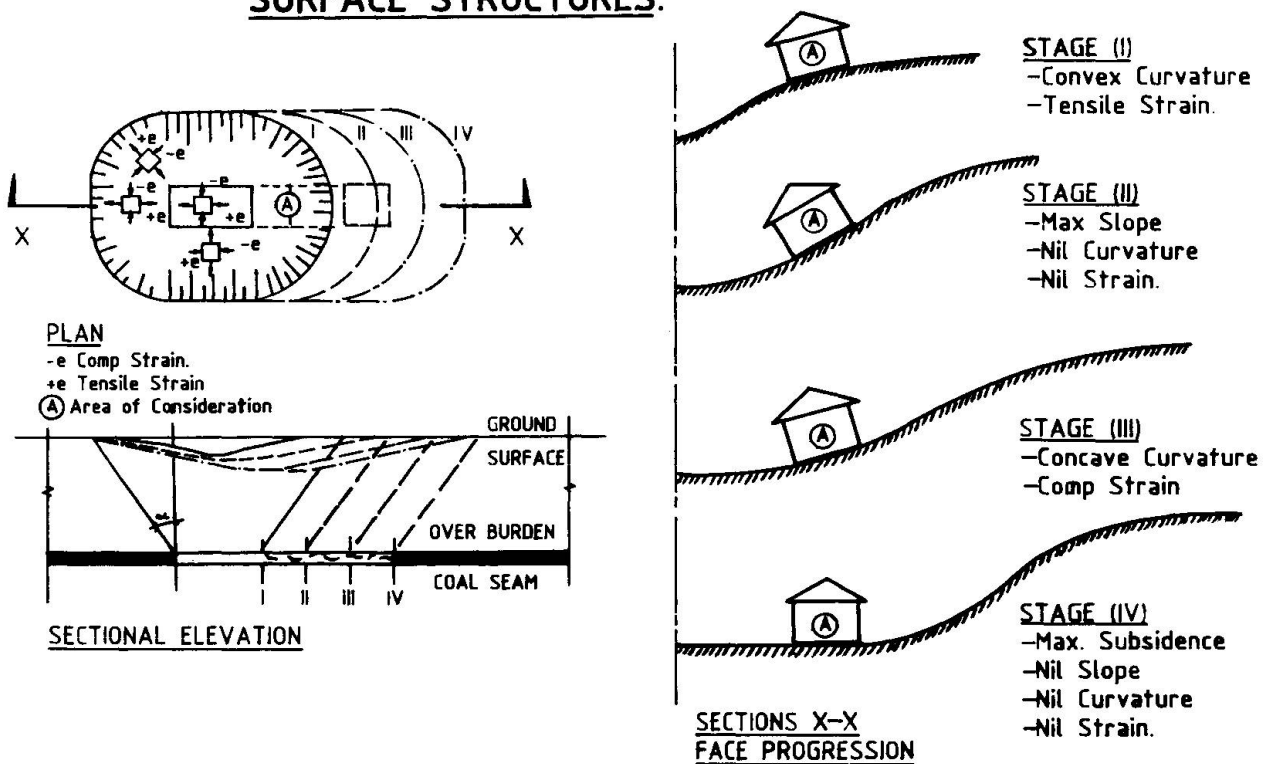 SURFACE STRUCTURES.
I II III IV
+e
-e
-e
+e
-e
+e
A
-e
+e
X X
PLAN
-e Comp Strain.
+e Tensile Strain
A Area of Consideration
GROUND
SURFACE
α
OVER BURDEN
COAL SEAM
I II III IV
SECTIONAL ELEVATION
A
STAGE (I)
-Convex Curvature
-Tensile Strain.
A
STAGE (II)
-Max Slope
-Nil Curvature
-Nil Strain.
A
STAGE (III)
-Concave Curvature
-Comp Strain
A
STAGE (IV)
-Max. Subsidence
-Nil Slope
-Nil Curvature
-Nil Strain.
SECTIONS X-X
FACE PROGRESSION